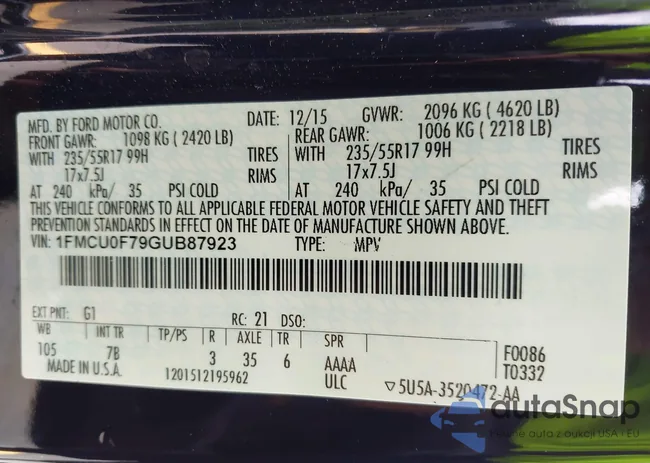 MFD. BY FORD MOTOR CO. DATE: 12/15 GVWR: 2096 KG ( 4620 LB)
FRONT GAWR: 1098 KG ( 2420 LB) REAR GAWR: 1006 KG ( 2218 LB)
WITH 235/55R17 99H TIRES WITH 235/55R17 99H TIRES
17x7.5J RIMS 17x7.5J RIMS
AT 240 kPa/ 35 PSI COLD AT 240 kPa/ 35 PSI COLD
THIS VEHICLE CONFORMS TO ALL APPLICABLE FEDERAL MOTOR VEHICLE SAFETY AND THEFT
PREVENTION STANDARDS IN EFFECT ON THE DATE OF MANUFACTURE SHOWN ABOVE.
VIN: 1FMCU0F79GUB87923 TYPE: MPV
EXT PNT: G1 RC: 21 DSO:
WB INT TR TP/PS R AXLE TR SPR
105 7B 3 35 6 AAAA F0086
MADE IN U.S.A. 1201512195962 ULC T0332
▽5U5A-3520472-AA
autaSnap
Pewne auto z aukcji USA i EU